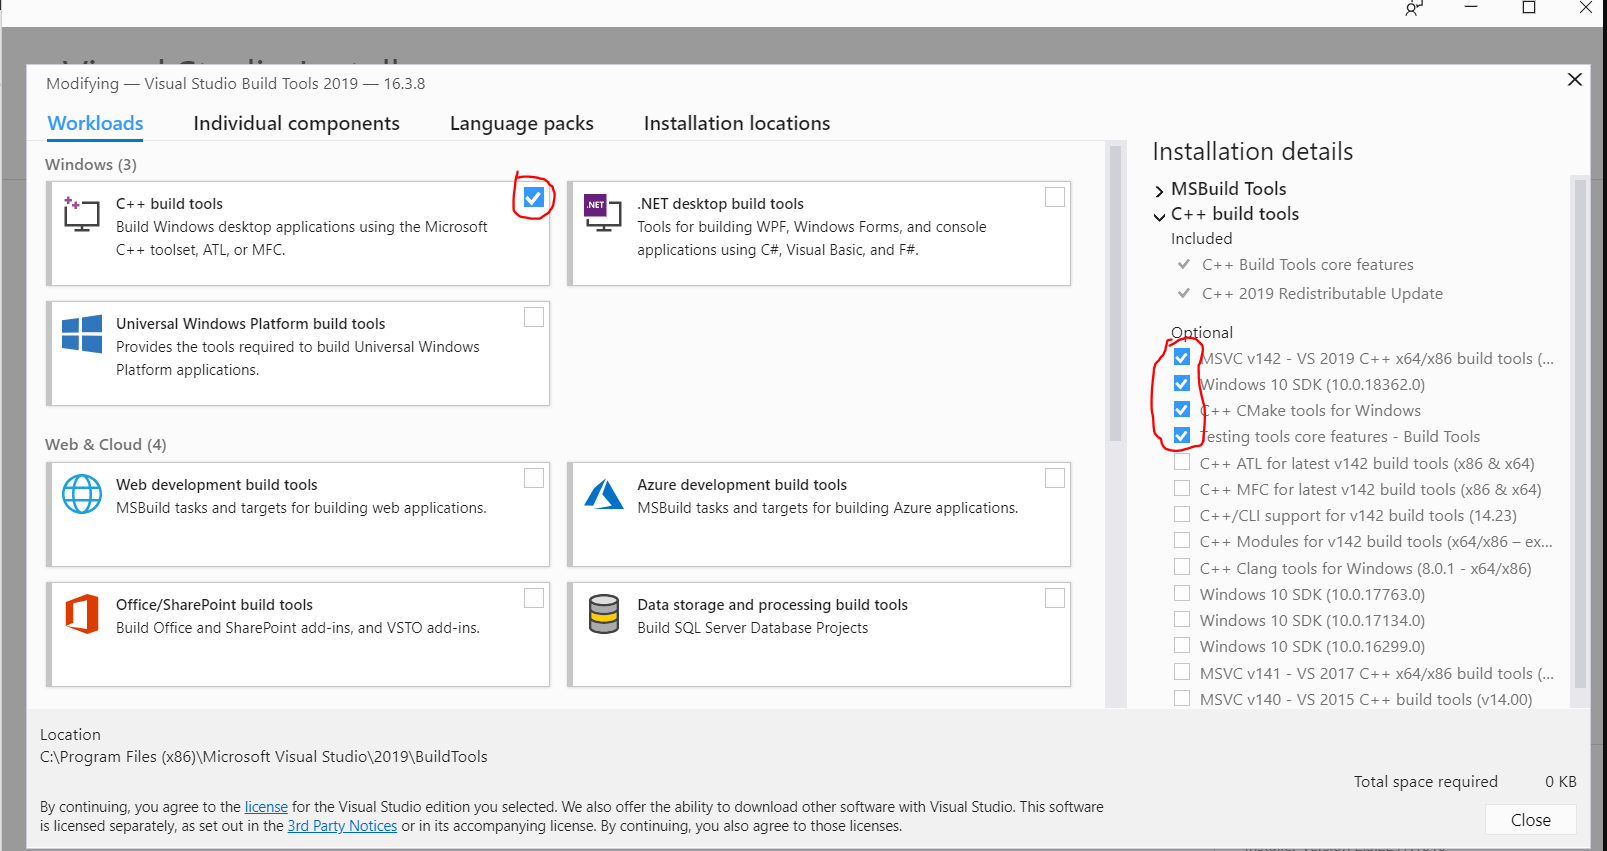 Modifying — Visual Studio Build Tools 2019 — 16.3.8
Workloads Individual components Language packs Installation locations
Windows (3)
C++ build tools
Build Windows desktop applications using the Microsoft
C++ toolset, ATL, or MFC.
.NET
.NET desktop build tools
Tools for building WPF, Windows Forms, and console
applications using C#, Visual Basic, and F#.
Universal Windows Platform build tools
Provides the tools required to build Universal Windows
Platform applications.
Web & Cloud (4)
Web development build tools
MSBuild tasks and targets for building web applications.
Azure development build tools
MSBuild tasks and targets for building Azure applications.
Office/SharePoint build tools
Build Office and SharePoint add-ins, and VSTO add-ins.
Data storage and processing build tools
Build SQL Server Database Projects
Installation details
MSBuild Tools
C++ build tools
Included
C++ Build Tools core features
C++ 2019 Redistributable Update
Optional
MSVC v142 - VS 2019 C++ x64/x86 build tools (...
Windows 10 SDK (10.0.18362.0)
C++ CMake tools for Windows
Testing tools core features - Build Tools
C++ ATL for latest v142 build tools (x86 & x64)
C++ MFC for latest v142 build tools (x86 & x64)
C++/CLI support for v142 build tools (14.23)
C++ Modules for v142 build tools (x64/x86 – ex...
C++ Clang tools for Windows (8.0.1 - x64/x86)
Windows 10 SDK (10.0.17763.0)
Windows 10 SDK (10.0.17134.0)
Windows 10 SDK (10.0.16299.0)
MSVC v141 - VS 2017 C++ x64/x86 build tools (...
MSVC v140 - VS 2015 C++ build tools (v14.00)
Location
C:\Program Files (x86)\Microsoft Visual Studio\2019\BuildTools
Total space required 0 KB
By continuing, you agree to the license for the Visual Studio edition you selected. We also offer the ability to download other software with Visual Studio. This software
is licensed separately, as set out in the 3rd Party Notices or in its accompanying license. By continuing, you also agree to those licenses.
Close